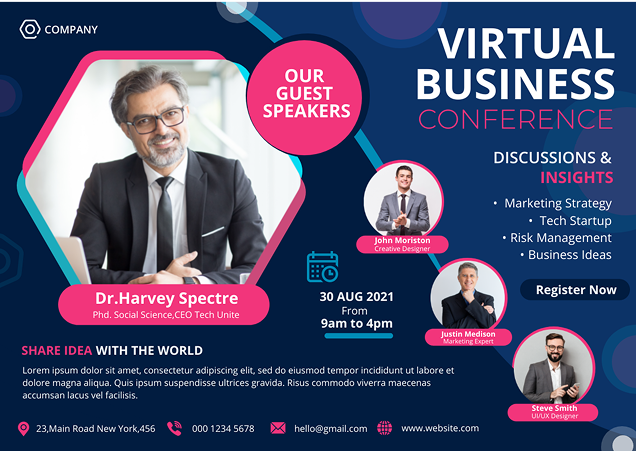 COMPANY
OUR
GUEST
SPEAKERS
VIRTUAL
BUSINESS
CONFERENCE
DISCUSSIONS &
INSIGHTS
• Marketing Strategy
• Tech Startup
• Risk Management
• Business Ideas
Register Now
John Moriston
Creative Designer
Justin Medison
Marketing Expert
Steve Smith
UI/UX Designer
Dr.Harvey Spectre
Phd. Social Science,CEO Tech Unite
30 AUG 2021
From
9am to 4pm
SHARE IDEA WITH THE WORLD
Lorem ipsum dolor sit amet, consectetur adipiscing elit, sed do eiusmod tempor incididunt ut labore et
dolore magna aliqua. Quis ipsum suspendisse ultrices gravida. Risus commodo viverra maecenas
accumsan lacus vel facilisis.
23,Main Road New York,456
000 1234 5678
hello@gmail.com
www.website.com